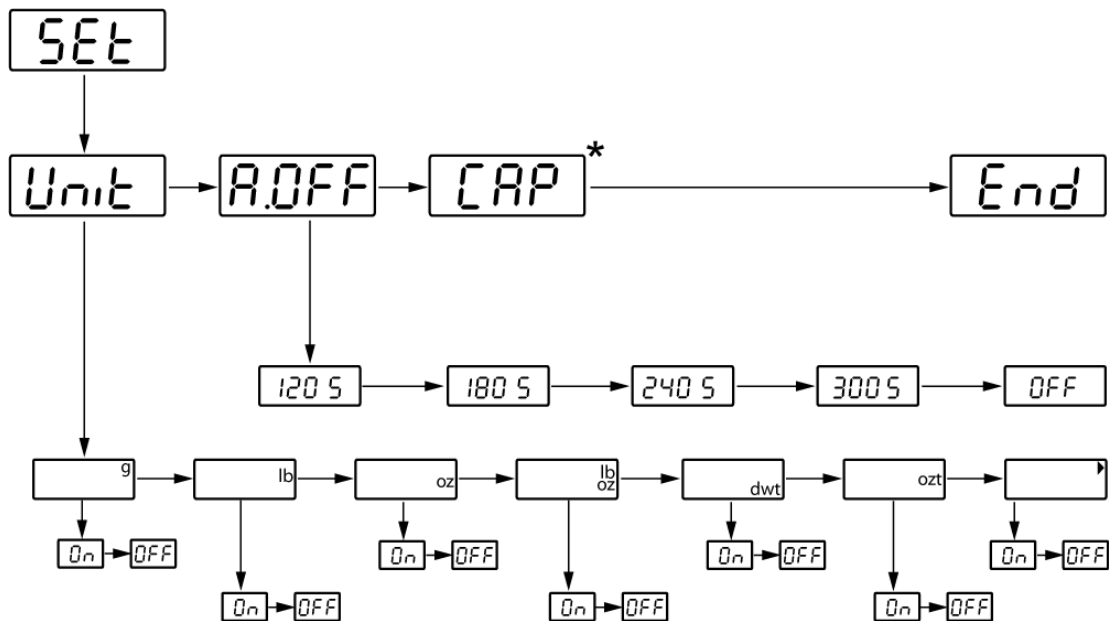 SEt
Unit A.OFF CAP* End
120 S 180 S 240 S 300 S OFF
g lb oz lb oz dwt ozt
On OFF On OFF On OFF On OFF
On OFF On OFF On OFF